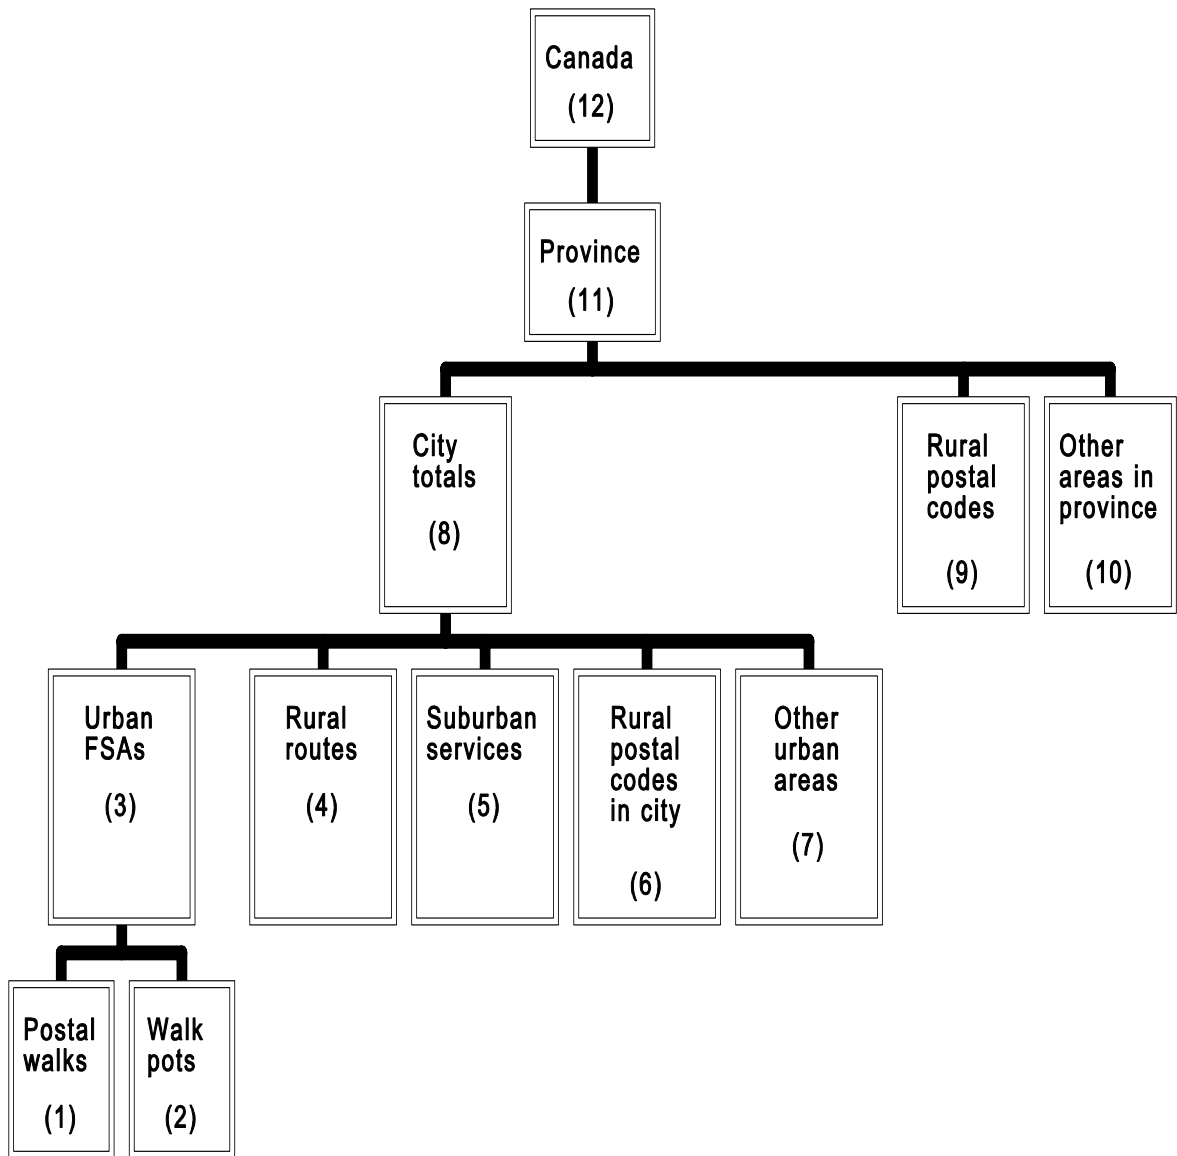 Canada
(12)
Province
(11)
City
totals
(8)
Rural
postal
codes
(9)
Other
areas in
province
(10)
Urban
FSAs
(3)
Rural
routes
(4)
Suburban
services
(5)
Rural
postal
codes
in city
(6)
Other
urban
areas
(7)
Postal
walks
(1)
Walk
pots
(2)